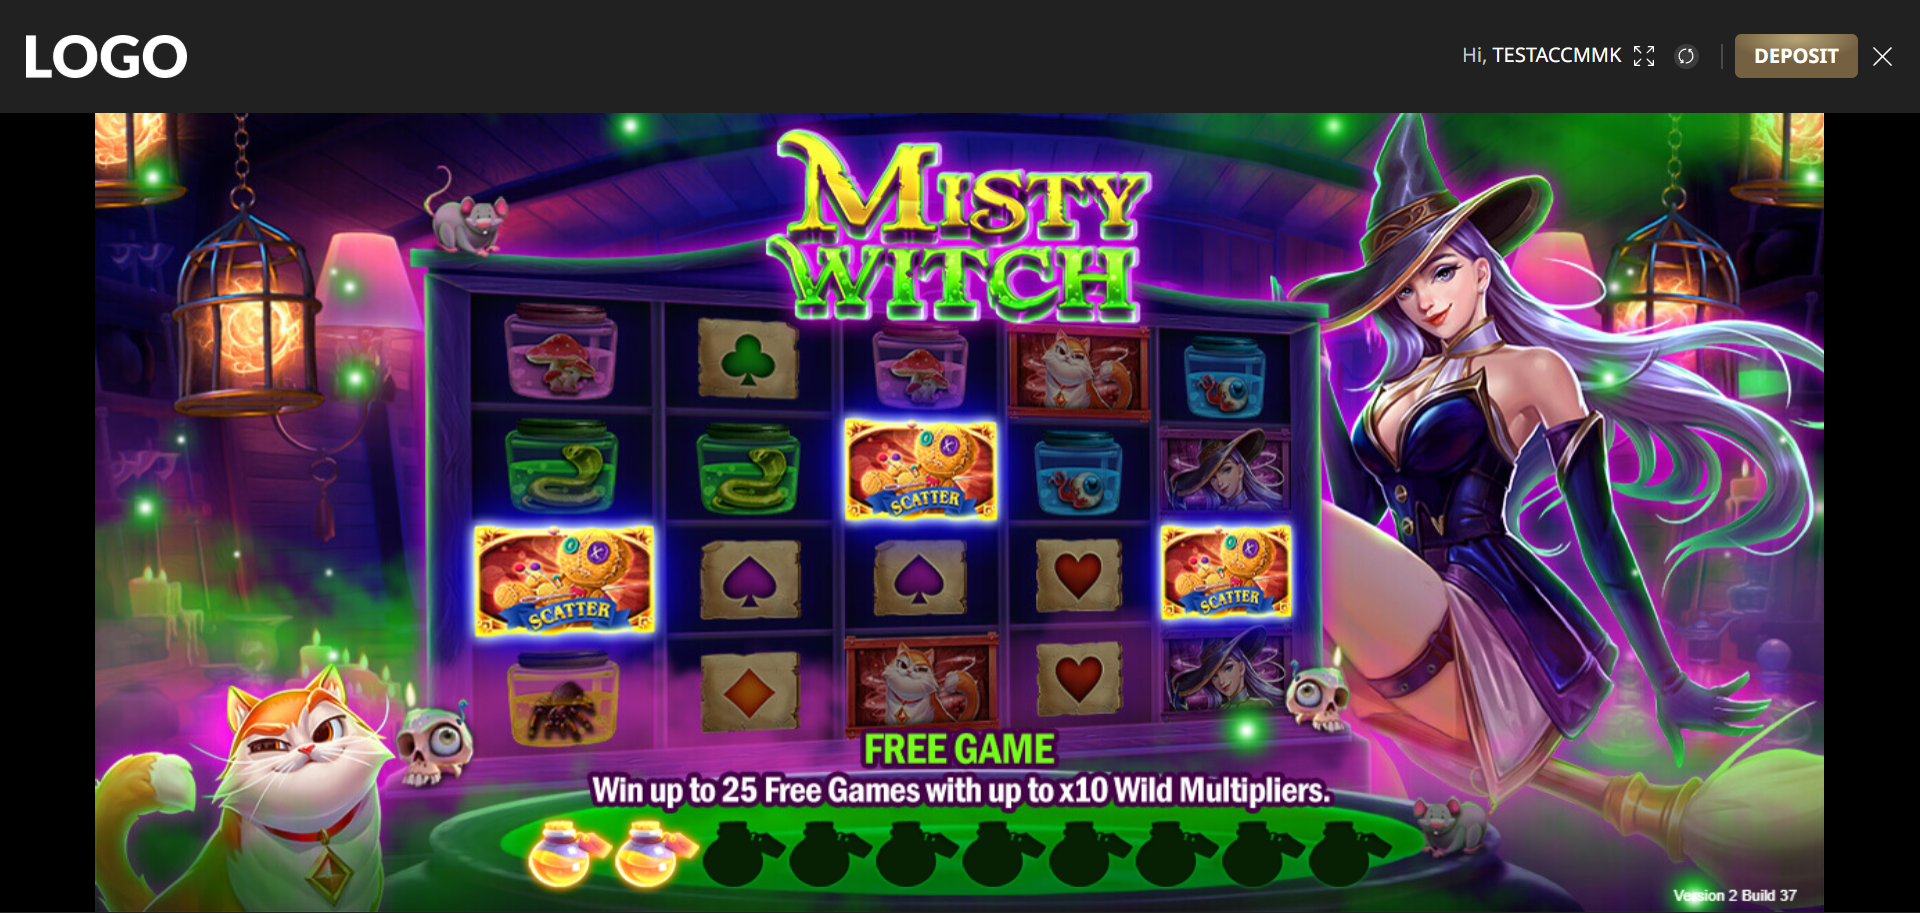 LOGO
Hi, TESTACCMMK
DEPOSIT
MISTY
WITCH
SCATTER
SCATTER
SCATTER
FREE GAME
Win up to 25 Free Games with up to x10 Wild Multipliers.
Version 2 Build 37